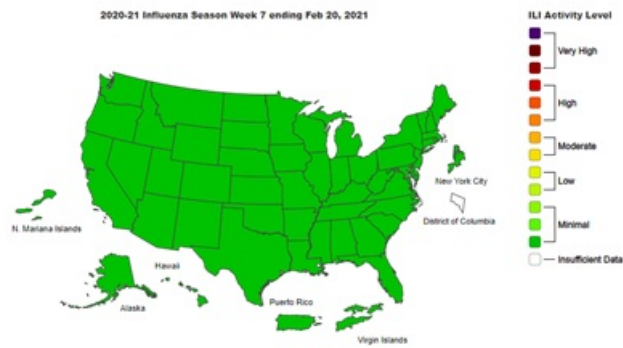 2020-21 Influenza Season Week 7 ending Feb 20, 2021
ILI Activity Level
Very High
High
Moderate
Low
Minimal
Insufficient Data
New York City
District of Columbia
N. Mariana Islands
Hawaii
Alaska
Puerto Rico
Virgin Islands